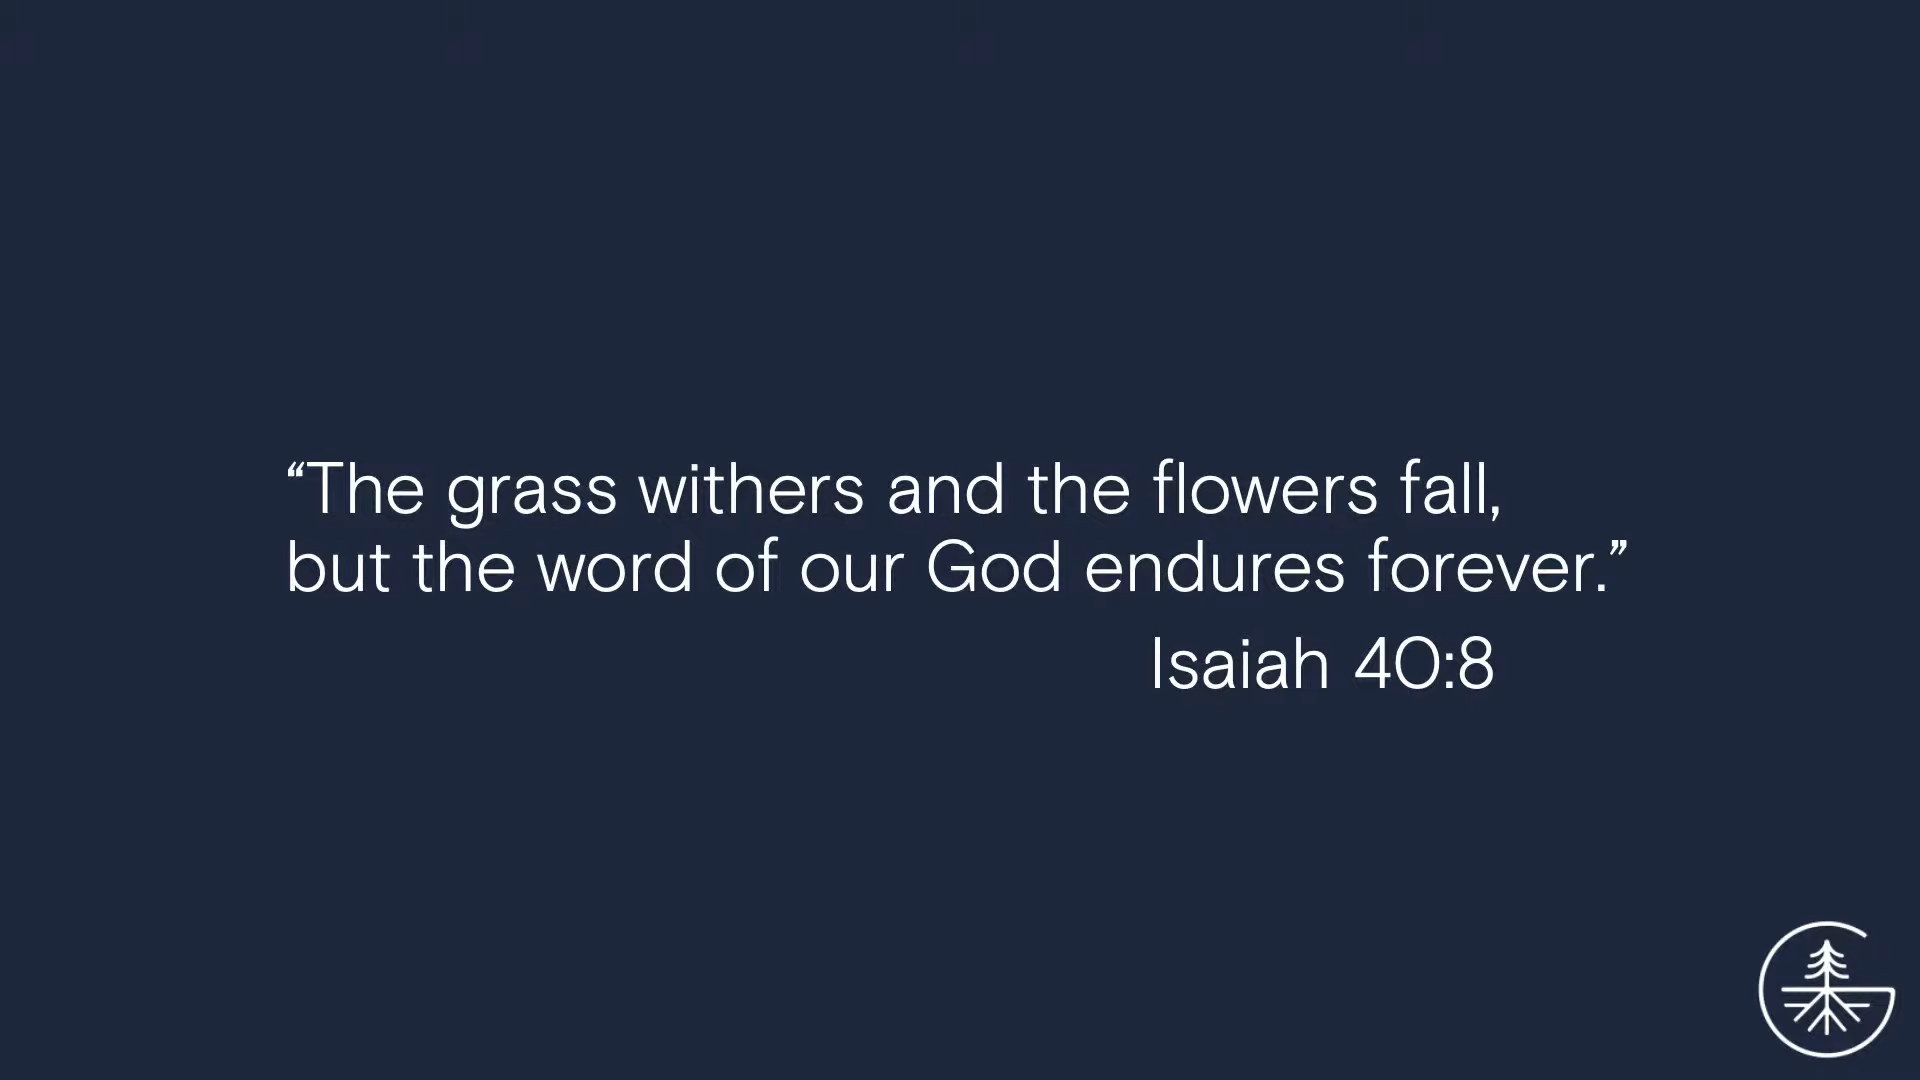 “The grass withers and the flowers fall,
but the word of our God endures forever.”
Isaiah 40:8